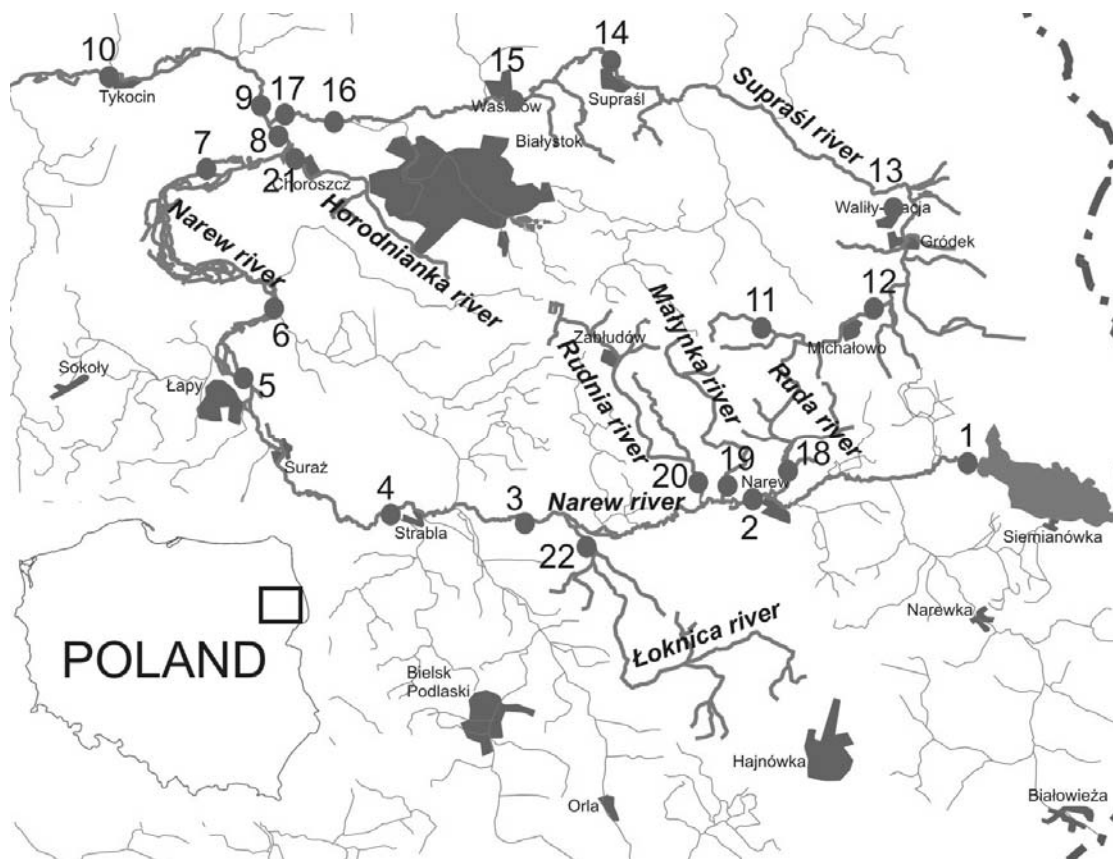 14
10
15
Tykocin
17
16
Wasilków
Supraśl
Supraśl river
9
8
Białystok
7
21
Choroszcz
13
Waliły-Stacja
Narew river
Horodnianka river
Gródek
6
Małynka river
11
12
Zabłudów
Michałowo
Sokoły
Łapy
5
Rudnia river
Ruda river
1
Suraż
20
19
18
4
3
Narew river
Narew
2
Strabla
Siemianówka
22
Narewka
POLAND
Łoknica river
Bielsk
Podlaski
Hajnówka
Orla
Białowieża